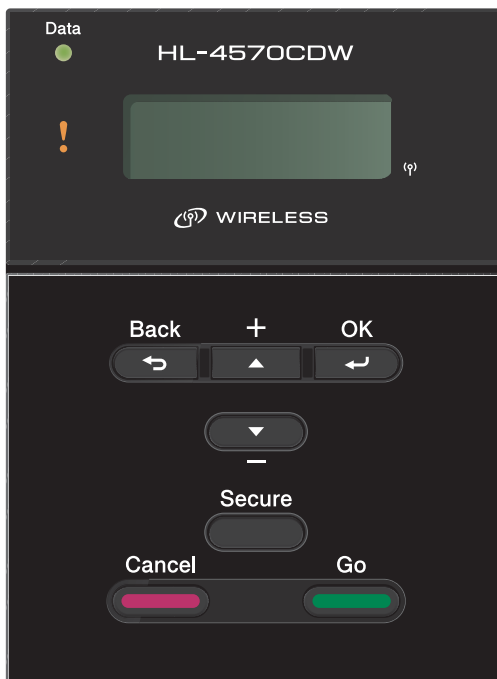 Data
HL-4570CDW
!
WIRELESS
Back + OK
−
Secure
Cancel Go